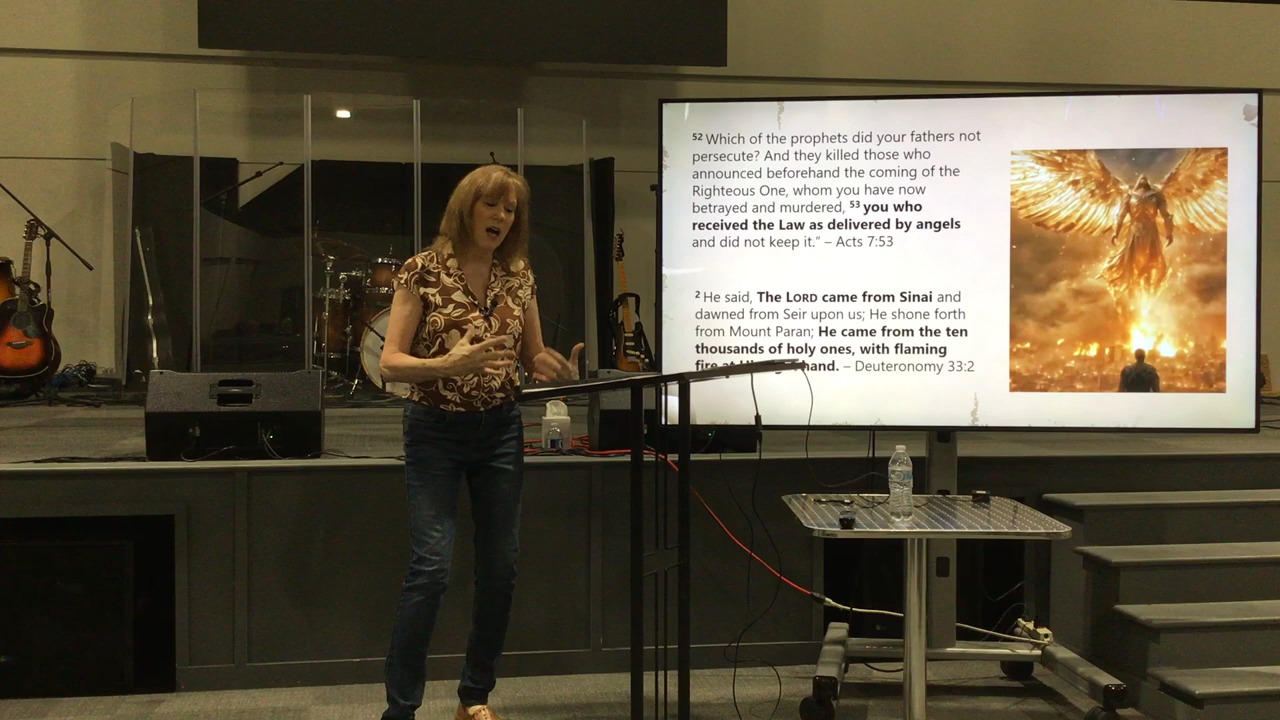 52 Which of the prophets did your fathers not
persecute? And they killed those who
announced beforehand the coming of the
Righteous One, whom you have now
betrayed and murdered, 53 you who
received the Law as delivered by angels
and did not keep it.” – Acts 7:53
2 He said, The LORD came from Sinai and
dawned from Seir upon us; He shone forth
from Mount Paran; He came from the ten
thousands of holy ones, with flaming
fire at hand. – Deuteronomy 33:2